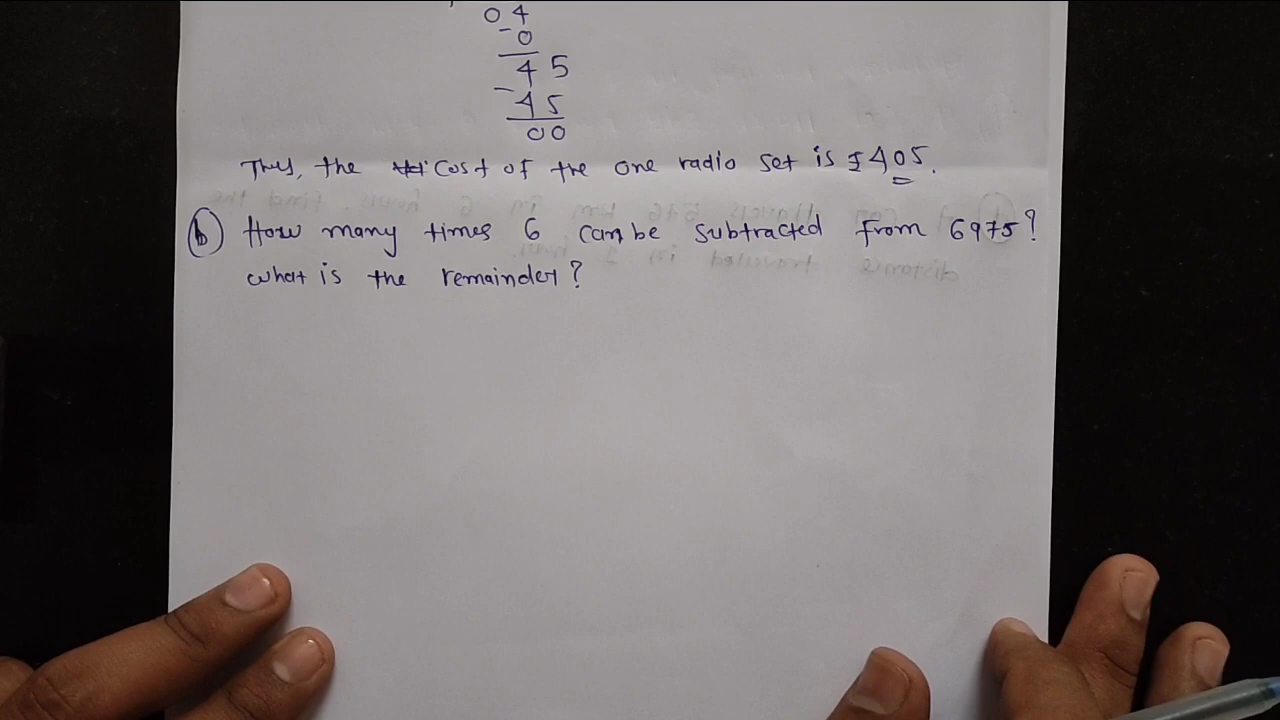 04
-0
45
-45
00
Thus, the cost of the one radio set is ₹405.
(b) How many times 6 can be subtracted from 6975?
what is the remainder?